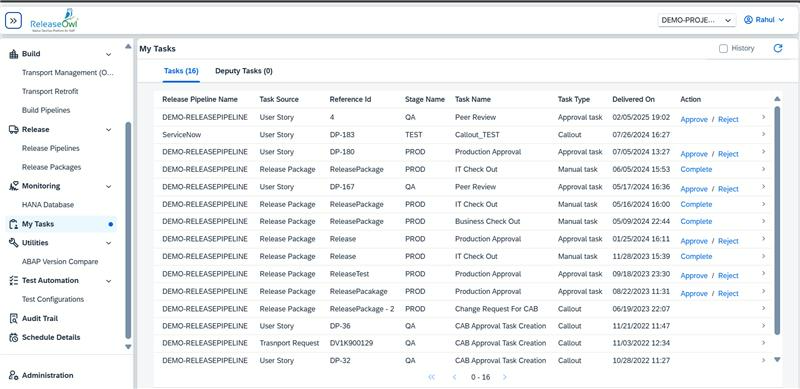 ReleaseOwl
DEMO-PROJE...
Rahul
Build
Transport Management (O...
Transport Retrofit
Build Pipelines
Release
Release Pipelines
Release Packages
Monitoring
HANA Database
My Tasks
Utilities
ABAP Version Compare
Test Automation
Test Configurations
Audit Trail
Schedule Details
Administration
My Tasks
History
Tasks (16) Deputy Tasks (0)
Release Pipeline Name Task Source Reference Id Stage Name Task Name Task Type Delivered On Action
DEMO-RELEASEPIPELINE User Story 4 QA Peer Review Approval task 02/05/2025 19:02 Approve / Reject
ServiceNow User Story DP-183 TEST Callout_TEST Callout 07/26/2024 16:27
DEMO-RELEASEPIPELINE User Story DP-180 PROD Production Approval Approval task 07/05/2024 13:27 Approve / Reject
DEMO-RELEASEPIPELINE Release Package ReleasePackage PROD IT Check Out Manual task 06/05/2024 15:53 Complete
DEMO-RELEASEPIPELINE User Story DP-167 QA Peer Review Approval task 05/17/2024 16:36 Approve / Reject
DEMO-RELEASEPIPELINE Release Package ReleasePackage PROD IT Check Out Manual task 05/16/2024 16:00 Complete
DEMO-RELEASEPIPELINE Release Package ReleasePackage PROD Business Check Out Manual task 05/09/2024 22:44 Complete
DEMO-RELEASEPIPELINE Release Package Release PROD Production Approval Approval task 01/25/2024 16:11 Approve / Reject
DEMO-RELEASEPIPELINE Release Package Release PROD IT Check Out Manual task 11/28/2023 15:39 Complete
DEMO-RELEASEPIPELINE Release Package ReleaseTest PROD Production Approval Approval task 09/18/2023 23:30 Approve / Reject
DEMO-RELEASEPIPELINE Release Package ReleasePacakage PROD Production Approval Approval task 08/22/2023 11:31 Approve / Reject
DEMO-RELEASEPIPELINE Release Package ReleasePackage - 2 PROD Change Request For CAB Callout 06/19/2023 22:07
DEMO-RELEASEPIPELINE User Story DP-36 QA CAB Approval Task Creation Callout 11/21/2022 11:47
DEMO-RELEASEPIPELINE Trasnport Request DV1K900129 QA CAB Approval Task Creation Callout 11/03/2022 12:34
DEMO-RELEASEPIPELINE User Story DP-32 QA CAB Approval Task Creation Callout 10/28/2022 11:27
0 - 16